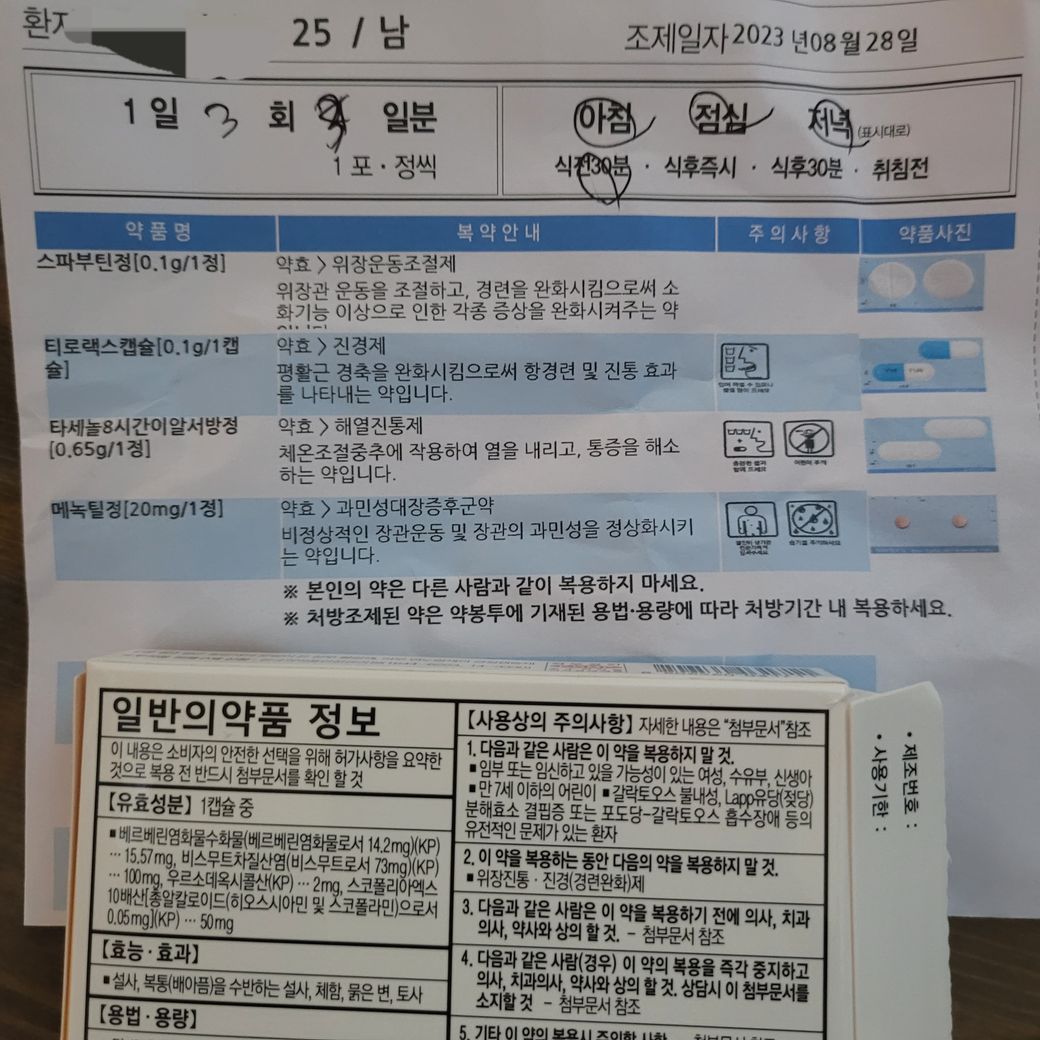 환자
25 / 남
조제일자 2023 년08월28일
1일 3 회 일분
1포·정씩
아침 점심 저녁 (표시대로)
식전30분 · 식후즉시 · 식후30분 · 취침전
약품명 복약안내 주의사항 약품사진
스파부틴정[0.1g/1정]
약효 > 위장운동조절제
위장관 운동을 조절하고, 경련을 완화시킴으로써 소
화기능 이상으로 인한 각종 증상을 완화시켜주는 약
티로랙스캡슐[0.1g/1캡
슐]
약효 > 진경제
평활근 경축을 완화시킴으로써 항경련 및 진통 효과
를 나타내는 약입니다.
타세놀8시간이알서방정
[0.65g/1정]
약효 > 해열진통제
체온조절중추에 작용하여 열을 내리고, 통증을 해소
하는 약입니다.
메녹틸정[20mg/1정]
약효 > 과민성대장증후군약
비정상적인 장관운동 및 장관의 과민성을 정상화시키
는 약입니다.
※ 본인의 약은 다른 사람과 같이 복용하지 마세요.
※ 처방조제된 약은 약봉투에 기재된 용법·용량에 따라 처방기간 내 복용하세요.
일반의약품 정보
이 내용은 소비자의 안전한 선택을 위해 허가사항을 요약한
것으로 복용 전 반드시 첨부문서를 확인 할 것
【유효성분】 1캡슐 중
■ 베르베린염화물수화물(베르베린염화물로서 14.2mg)(KP)
··· 15.57mg, 비스무트차질산염(비스무트로서 73mg)(KP)
··· 100mg, 우르소데옥시콜산(KP) ··· 2mg, 스코폴리아엑스
10배산[총알칼로이드(히오스시아민 및 스코폴라민)으로서
0.05mg](KP) ··· 50mg
【효능·효과】
■ 설사, 복통(배아픔)을 수반하는 설사, 체함, 묽은 변, 토사
【용법·용량】
【사용상의 주의사항】 자세한 내용은 "첨부문서"참조
1. 다음과 같은 사람은 이 약을 복용하지 말 것.
■ 임부 또는 임신하고 있을 가능성이 있는 여성, 수유부, 신생아
■ 만 7세 이하의 어린이 ■ 갈락토오스 불내성, Lapp유당(젖당)
분해효소 결핍증 또는 포도당-갈락토오스 흡수장애 등의
유전적인 문제가 있는 환자
2. 이 약을 복용하는 동안 다음의 약을 복용하지 말 것.
■ 위장진통·진경(경련완화)제
3. 다음과 같은 사람은 이 약을 복용하기 전에 의사, 치과
의사, 약사와 상의 할 것. - 첨부문서 참조
4. 다음과 같은 사람(경우) 이 약의 복용을 즉각 중지하고
의사, 치과의사, 약사와 상의 할 것. 상담시 이 첨부문서를
소지할 것 - 첨부문서 참조
5. 기타 이 약의 복용시 주의할 사항
• 제조번호 :
• 사용기한 :